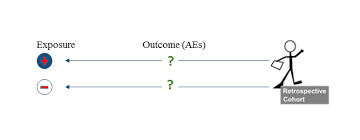 Exposure Outcome (AEs)
+ ?
- ?
Retrospective
Cohort